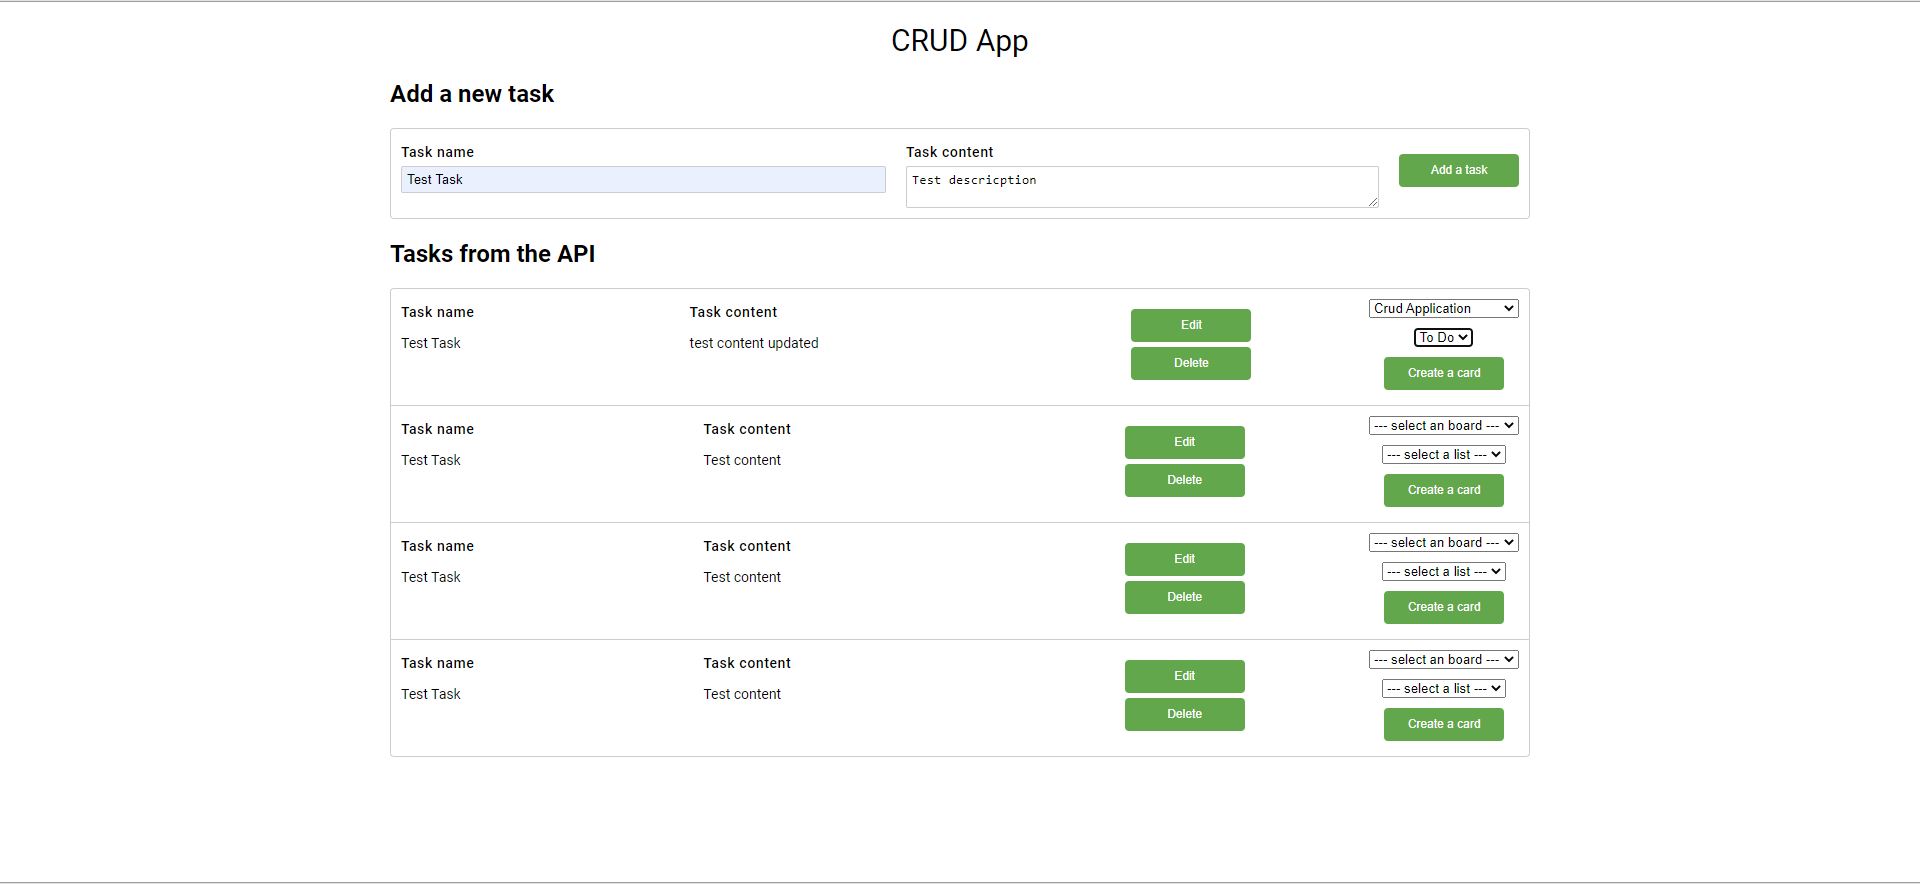 CRUD App
Add a new task
Task name
Test Task
Task content
Test descricption
Add a task
Tasks from the API
Task name
Test Task
Task content
test content updated
Edit
Delete
Crud Application
To Do
Create a card
Task name
Test Task
Task content
Test content
Edit
Delete
--- select an board ---
--- select a list ---
Create a card
Task name
Test Task
Task content
Test content
Edit
Delete
--- select an board ---
--- select a list ---
Create a card
Task name
Test Task
Task content
Test content
Edit
Delete
--- select an board ---
--- select a list ---
Create a card